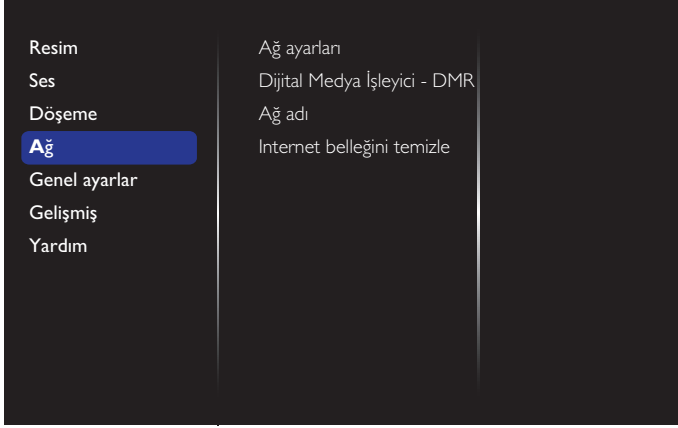 Resim
Ses
Döşeme
Ağ
Genel ayarlar
Gelişmiş
Yardım
Ağ ayarları
Dijital Medya İşleyici - DMR
Ağ adı
Internet belleğini temizle